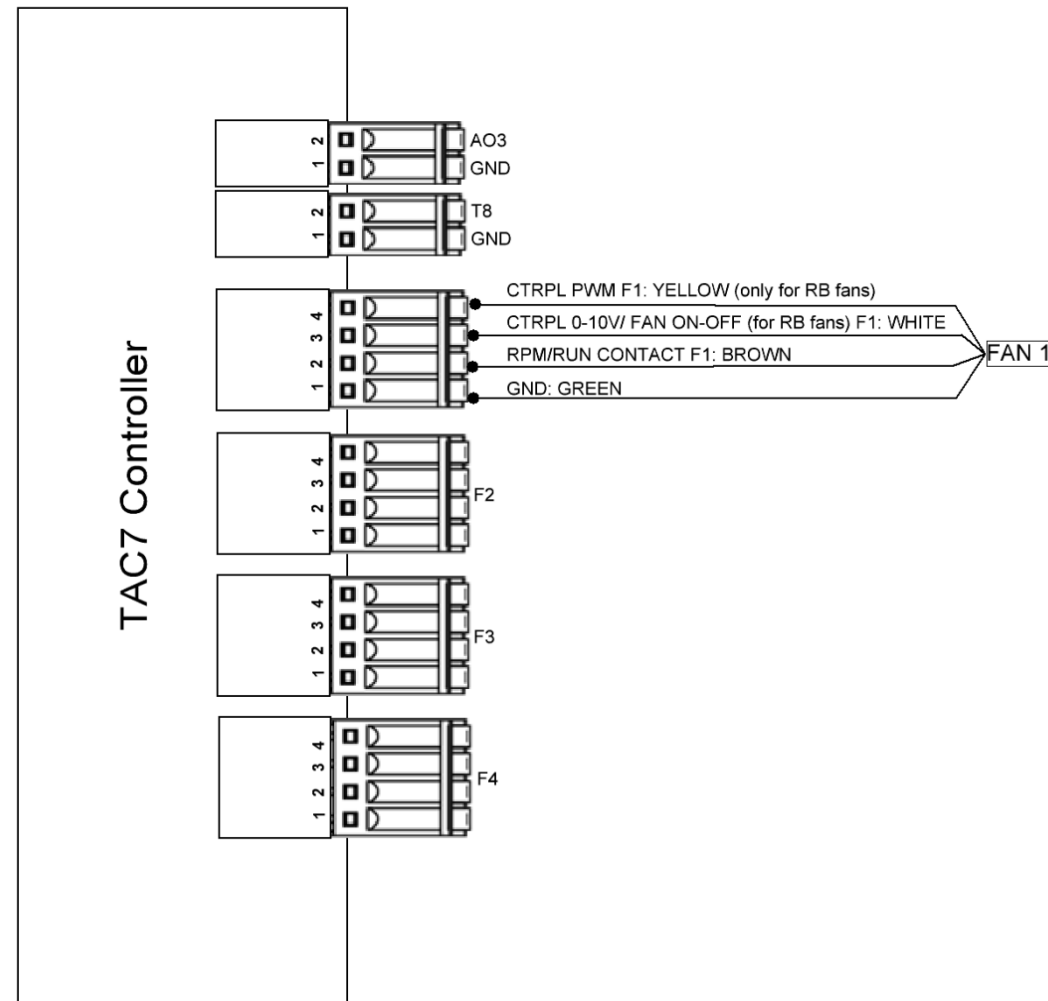 TAC7 Controller
2 AO3
1 GND
2 T8
1 GND
4 CTRPL PWM F1: YELLOW (only for RB fans)
3 CTRPL 0-10V/ FAN ON-OFF (for RB fans) F1: WHITE
2 RPM/RUN CONTACT F1: BROWN
1 GND: GREEN
FAN 1
4
3
2
1
F2
4
3
2
1
F3
4
3
2
1
F4